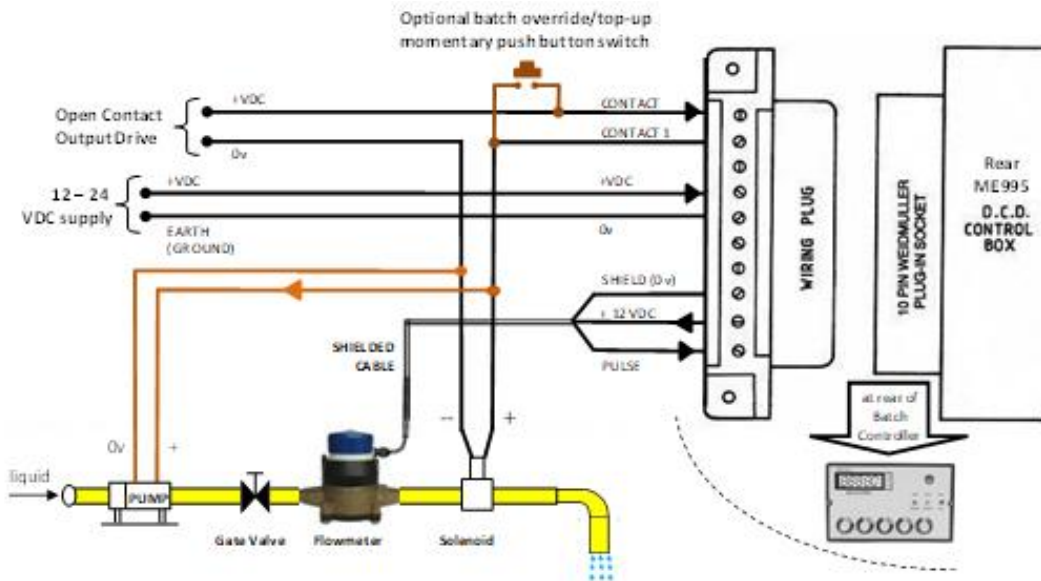 Optional batch override/top-up
momentary push button switch
Open Contact
Output Drive
+VDC
0v
CONTACT
CONTACT 1
12 – 24
VDC supply
+VDC
EARTH
(GROUND)
+VDC
0v
SHIELD (0v)
+ 12 VDC
PULSE
SHIELDED
CABLE
WIRING PLUG
10 PIN WEIDMULLER
PLUG-IN SOCKET
Rear
ME995
D.C.D.
CONTROL
BOX
at rear of
Batch
Controller
0v
+
--
+
liquid
PUMP
Gate Valve
Flowmeter
Solenoid